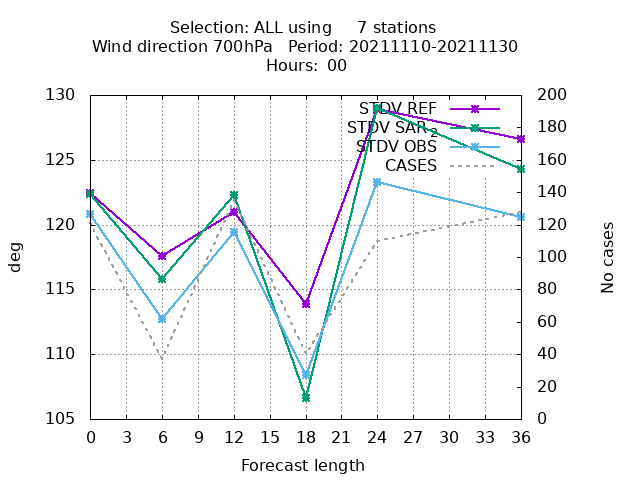 Selection: ALL using     7 stations
Wind direction 700hPa   Period: 20211110-20211130
Hours: 00
STDV REF
STDV SAR_2
STDV OBS
CASES
130
125
120
115
110
105
200
180
160
140
120
100
80
60
40
20
0
deg
No cases
0 3 6 9 12 15 18 21 24 27 30 33 36
Forecast length